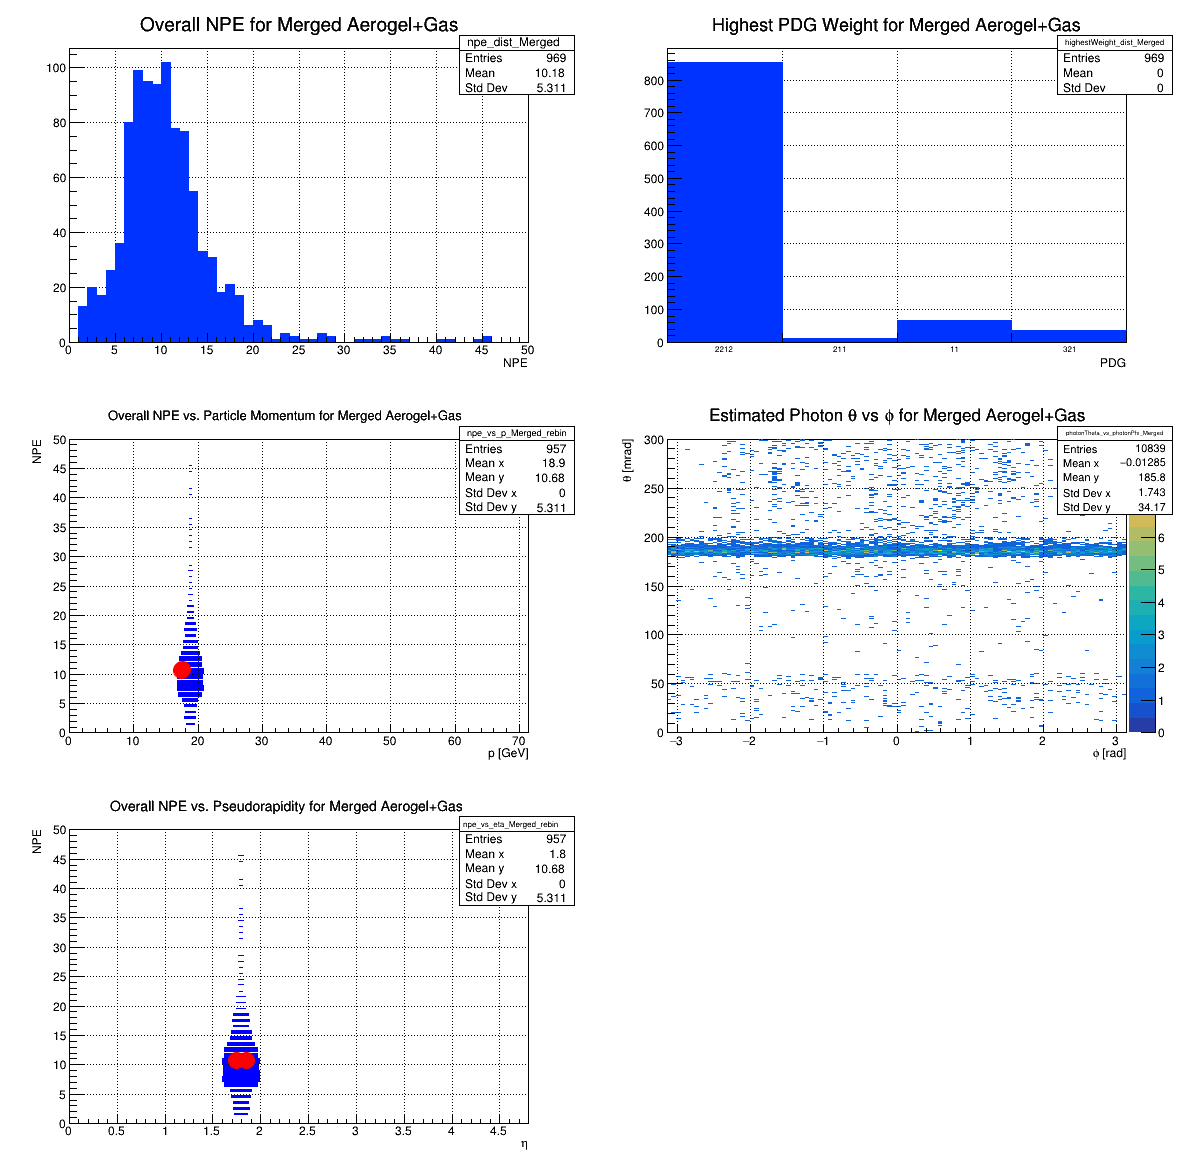 Overall NPE for Merged Aerogel+Gas
npe_dist_Merged
Entries 969
Mean 10.18
Std Dev 5.311
100
80
60
40
20
0
0 5 10 15 20 25 30 35 40 45 50
NPE
Highest PDG Weight for Merged Aerogel+Gas
highestWeight_dist_Merged
Entries 969
Mean 0
Std Dev 0
800
700
600
500
400
300
200
100
0
2212 211 11 321
PDG
Overall NPE vs. Particle Momentum for Merged Aerogel+Gas
npe_vs_p_Merged_rebin
Entries 957
Mean x 18.9
Mean y 10.68
Std Dev x 0
Std Dev y 5.311
NPE
50
45
40
35
30
25
20
15
10
5
0
0 10 20 30 40 50 60 70
p [GeV]
Estimated Photon θ vs ϕ for Merged Aerogel+Gas
photonTheta_vs_photonPhi_Merged
Entries 10839
Mean x −0.01285
Mean y 185.8
Std Dev x 1.743
Std Dev y 34.17
θ [mrad]
300
250
200
150
100
50
0
−3 −2 −1 0 1 2 3
ϕ [rad]
6
5
4
3
2
1
0
Overall NPE vs. Pseudorapidity for Merged Aerogel+Gas
npe_vs_eta_Merged_rebin
Entries 957
Mean x 1.8
Mean y 10.68
Std Dev x 0
Std Dev y 5.311
NPE
50
45
40
35
30
25
20
15
10
5
0
0 0.5 1 1.5 2 2.5 3 3.5 4 4.5
η